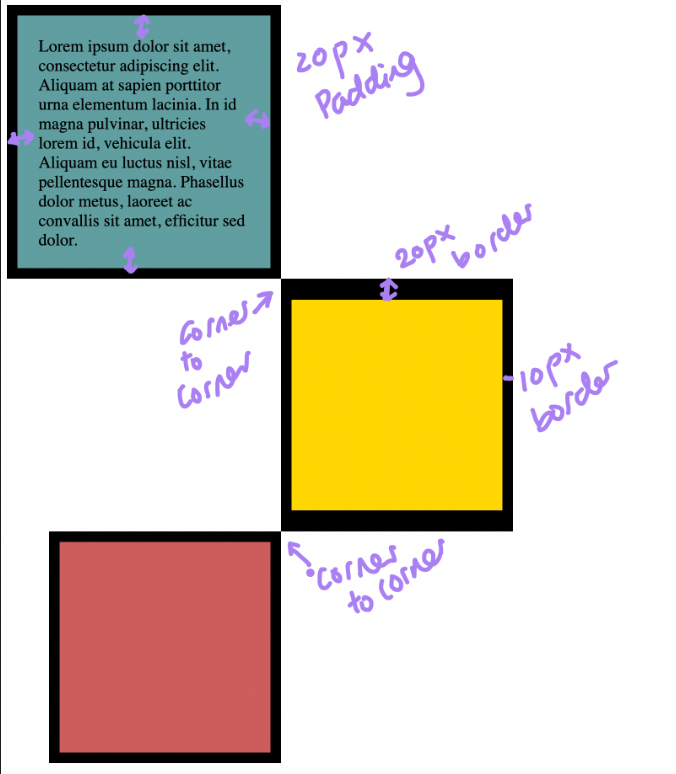 Lorem ipsum dolor sit amet,
consectetur adipiscing elit.
Aliquam at sapien porttitor
urna elementum lacinia. In id
magna pulvinar, ultricies
lorem id, vehicula elit.
Aliquam eu luctus nisl, vitae
pellentesque magna. Phasellus
dolor metus, laoreet ac
convallis sit amet, efficitur sed
dolor.
20px
Padding
20px border
Corner
to
Corner
10px
border
Corner
to Corner